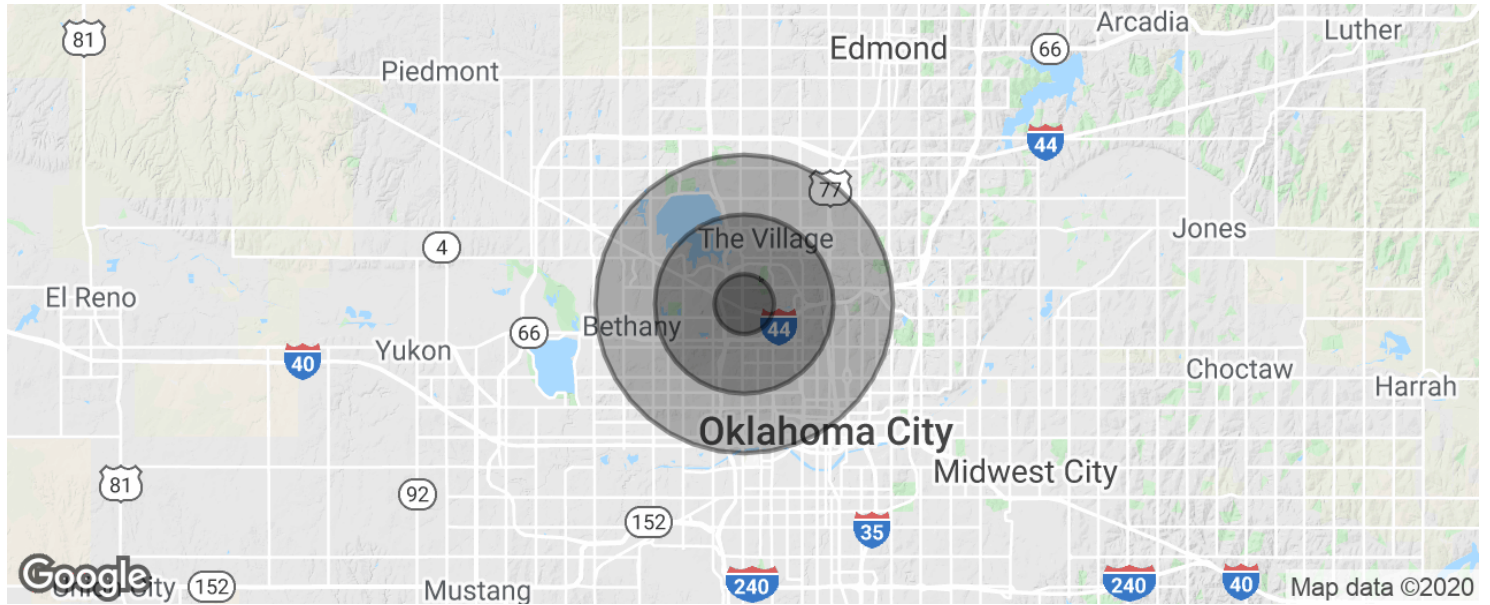 81
Arcadia
66
Luther
Edmond
Piedmont
44
77
4
The Village
Jones
El Reno
66
Bethany
44
40
Yukon
Choctaw
Harrah
Oklahoma City
Midwest City
81
92
152
35
Google
Union City
152
Mustang
240
240
40
Map data ©2020